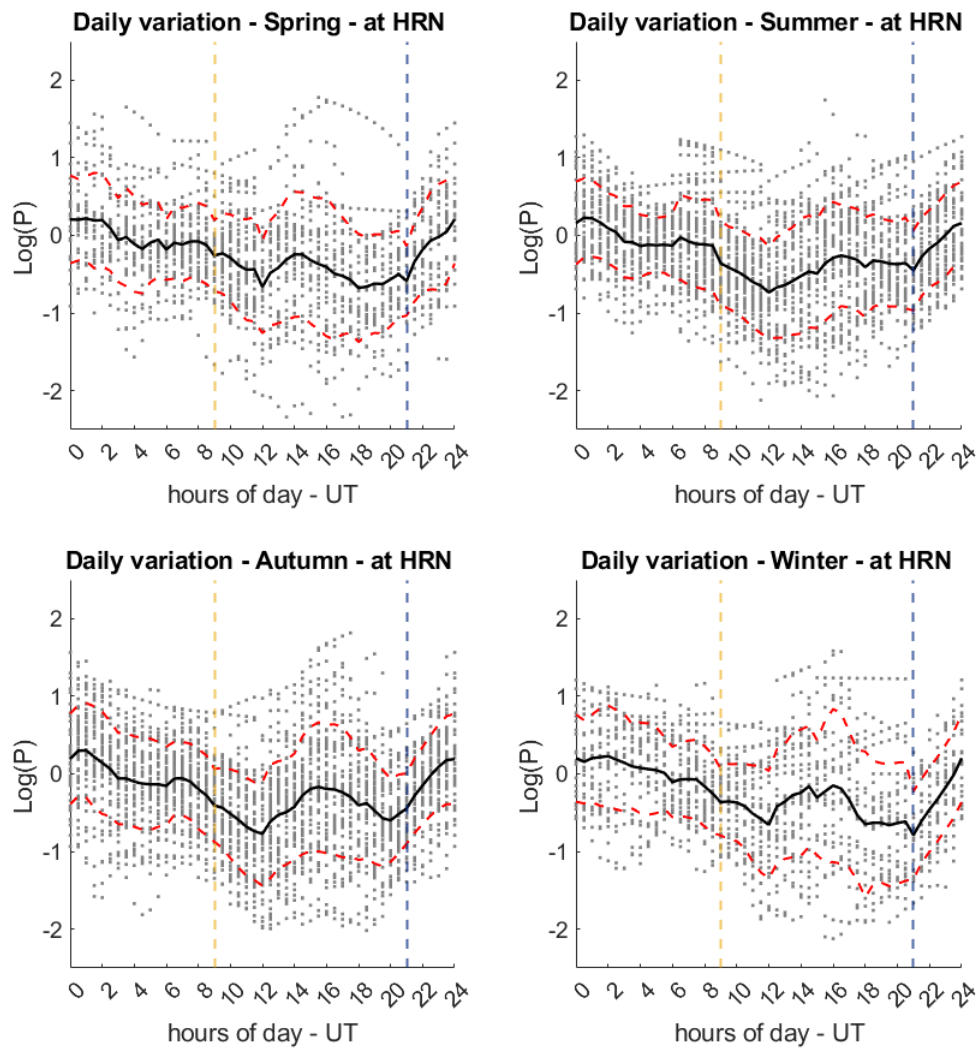 Daily variation - Spring - at HRN
Log(P)
2
1
0
-1
-2
0 2 4 6 8 10 12 14 16 18 20 22 24
hours of day - UT
Daily variation - Summer - at HRN
Log(P)
2
1
0
-1
-2
0 2 4 6 8 10 12 14 16 18 20 22 24
hours of day - UT
Daily variation - Autumn - at HRN
Log(P)
2
1
0
-1
-2
0 2 4 6 8 10 12 14 16 18 20 22 24
hours of day - UT
Daily variation - Winter - at HRN
Log(P)
2
1
0
-1
-2
0 2 4 6 8 10 12 14 16 18 20 22 24
hours of day - UT